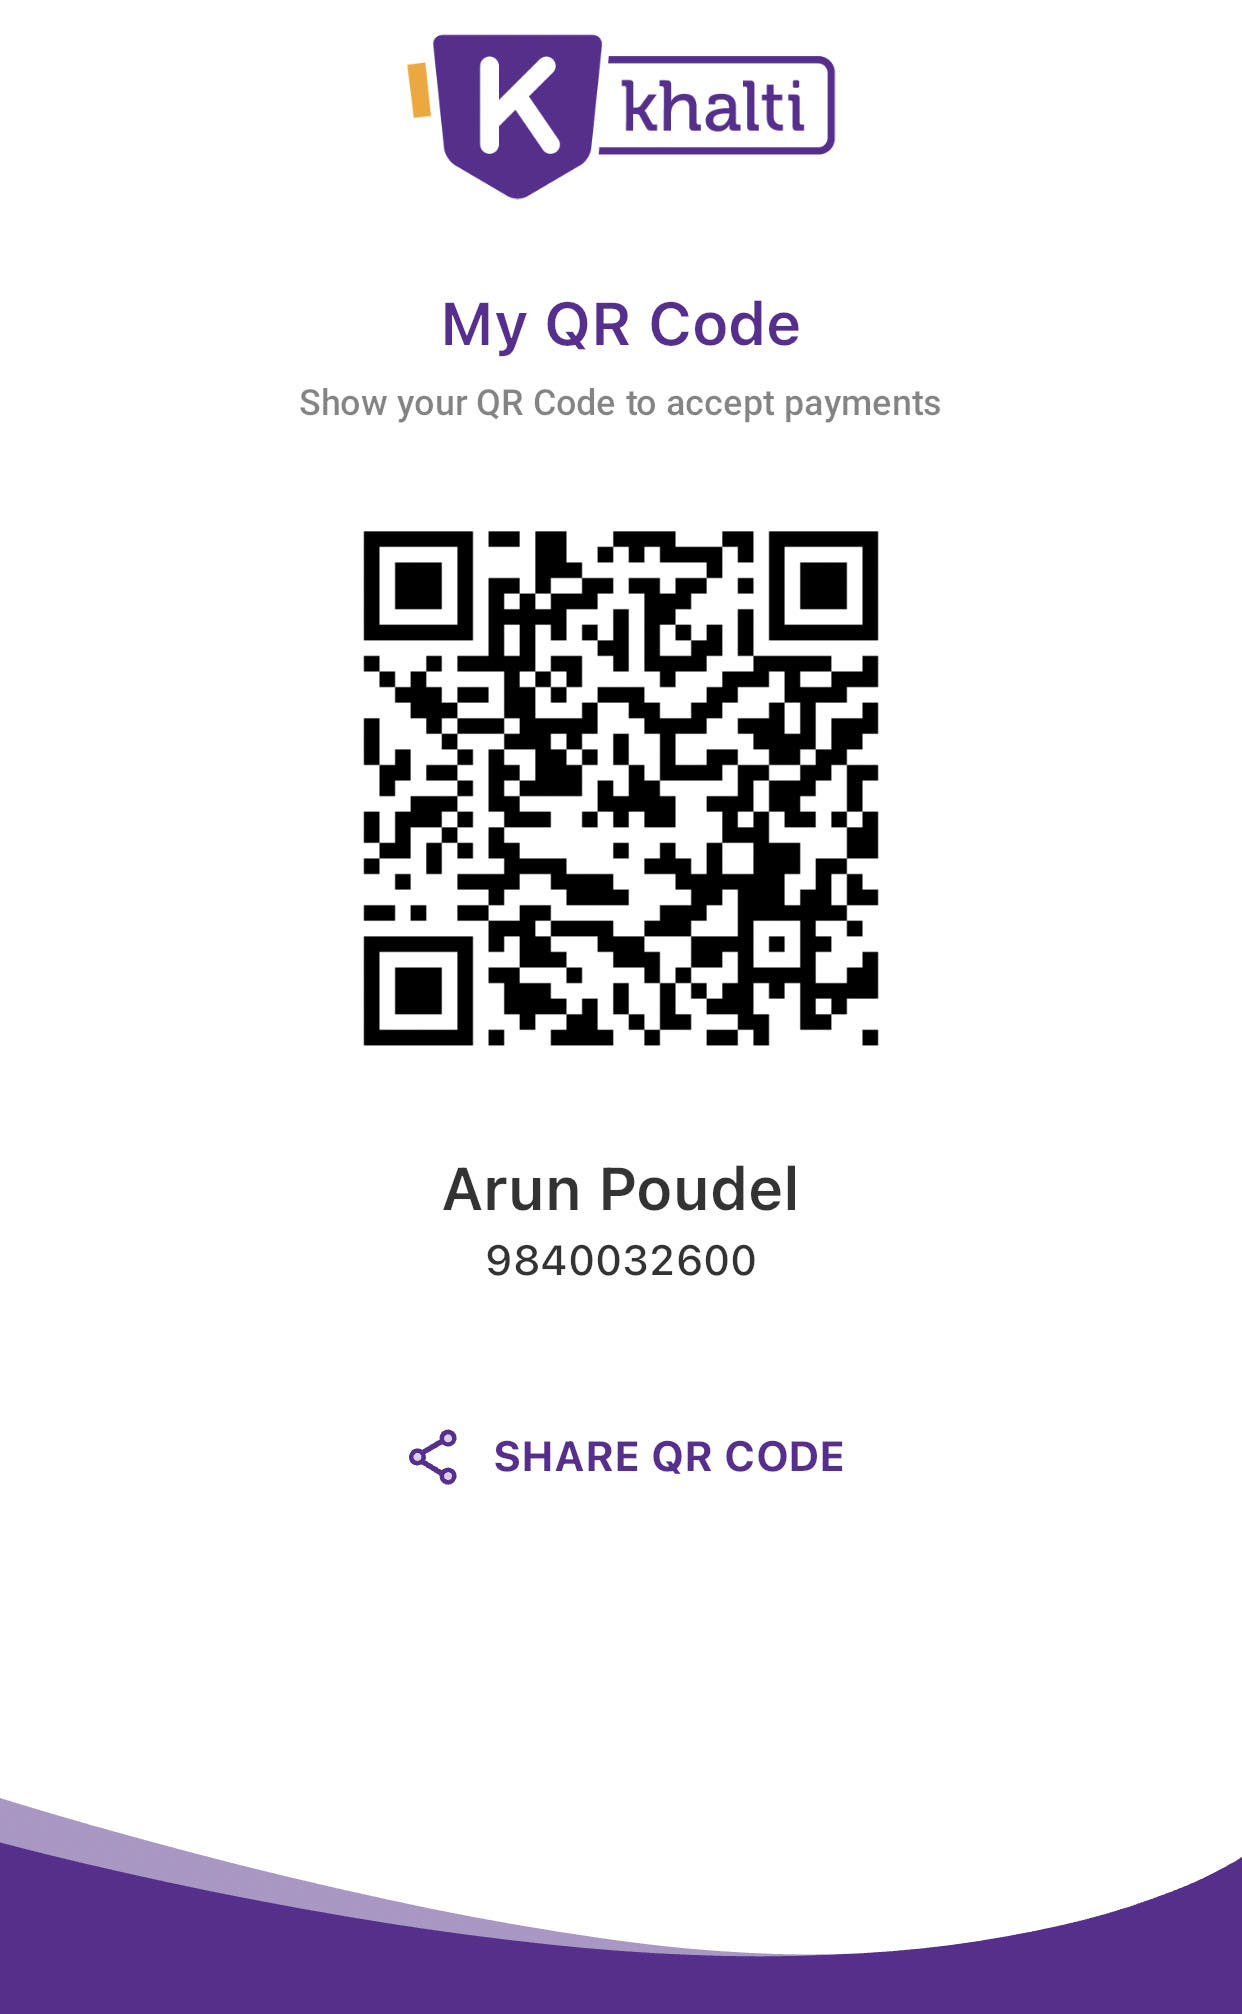 K khalti
My QR Code
Show your QR Code to accept payments
Arun Poudel
9840032600
SHARE QR CODE